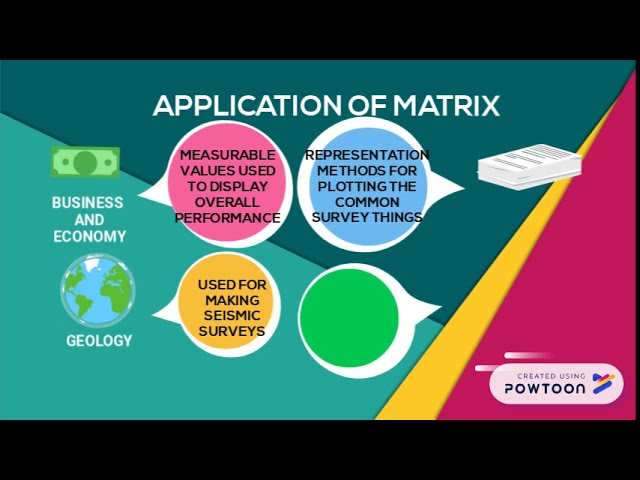 APPLICATION OF MATRIX
MEASURABLE
VALUES USED
TO DISPLAY
OVERALL
PERFORMANCE
REPRESENTATION
METHODS FOR
PLOTTING THE
COMMON
SURVEY THINGS
BUSINESS
AND
ECONOMY
USED FOR
MAKING
SEISMIC
SURVEYS
GEOLOGY
CREATED USING
POWTOON